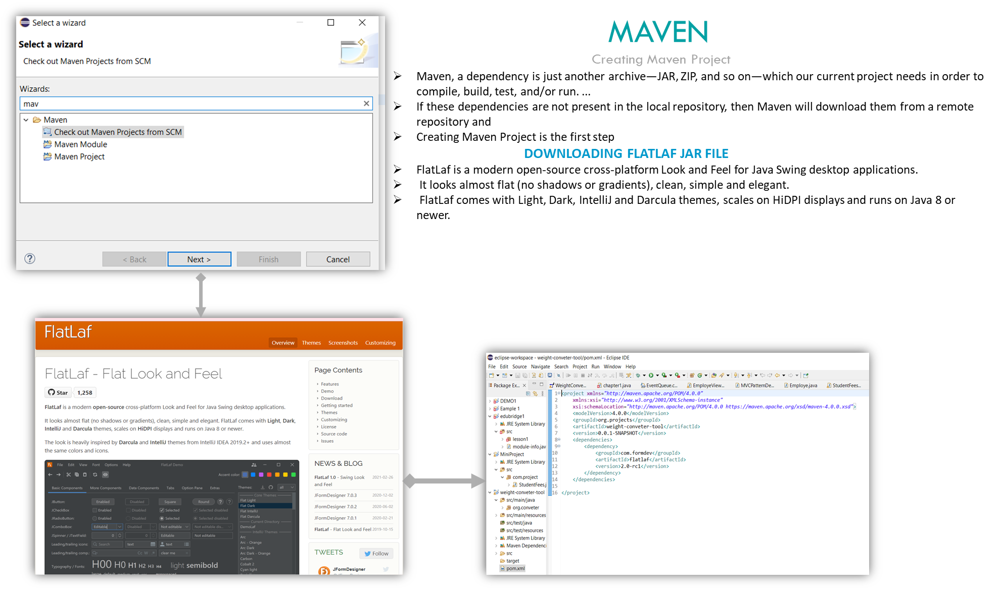 Select a wizard
Select a wizard
Check out Maven Projects from SCM
Wizards:
mav
Maven
Check out Maven Projects from SCM
Maven Module
Maven Project
< Back
Next >
Finish
Cancel
MAVEN
Creating Maven Project
Maven, a dependency is just another archive—JAR, ZIP, and so on—which our current project needs in order to
compile, build, test, and/or run. ...
If these dependencies are not present in the local repository, then Maven will download them from a remote
repository and
Creating Maven Project is the first step
DOWNLOADING FLATLAF JAR FILE
FlatLaf is a modern open-source cross-platform Look and Feel for Java Swing desktop applications.
It looks almost flat (no shadows or gradients), clean, simple and elegant.
FlatLaf comes with Light, Dark, IntelliJ and Darcula themes, scales on HiDPI displays and runs on Java 8 or
newer.
FlatLaf
Overview Themes Screenshots Customizing
FlatLaf - Flat Look and Feel
Star 1,258
FlatLaf is a modern open-source cross-platform Look and Feel for Java Swing desktop applications.
It looks almost flat (no shadows or gradients), clean, simple and elegant. FlatLaf comes with Light, Dark,
IntelliJ and Darcula themes, scales on HiDPI displays and runs on Java 8 or newer.
The look is heavily inspired by Darcula and IntelliJ themes from IntelliJ IDEA 2019.2+ and uses almost
the same colors and icons.
Page Contents
Features
Demo
Download
Getting started
Themes
Customizing
License
Source code
Issues
NEWS & BLOG
FlatLaf 1.0 - Swing Look 2021-02-26
and Feel
JFormDesigner 7.0.3 2020-12-02
JFormDesigner 7.0.2 2020-06-02
JFormDesigner 7.0.1 2020-02-21
FlatLaf - Flat Look and Feel 2019-10-15
TWEETS
Follow
JFormDesigner
File Edit View Font Options Help FlatLaf Demo
Accent color:
Basic Components More Components Data Components Tabs Option Pane Extras
Themes: all
JButton: Enabled Disabled Square Round
JCheckBox Enabled Disabled Selected Selected disabled
JRadioButton: Enabled Disabled Selected Selected disabled
JComboBox: Editable Disabled Not editable Not editable dis...
JSpinner / JTextField: 0 0 Editable Not editable
Leading/trailing icons: Search text text
Leading/trailing comp.: Cc W .* clear me
Typography / Fonts: H00 H0 H1 H2 H3 H4 light semibold
Core Themes
Flat Light
Flat Dark
Flat IntelliJ
Flat Darcula
Current Directory
DemoLaf
IntelliJ Themes
Arc
Arc - Orange
Arc Dark
Arc Dark - Orange
Carbon
Cobalt 2
Cyan light
eclipse-workspace - weight-conveter-tool/pom.xml - Eclipse IDE
File Edit Source Navigate Search Project Run Window Help
Package Ex...
WeightConve... chapter1.java EventQueue.c... EmployeView... MVCPatternDe... Employe.java StudentFees...
DEMO1
Eample 1
edubridge1
JRE System Library
src
lesson1
module-info.jav
MiniProject
JRE System Library
src
com.project
StudentFees.j
weight-conveter-tool
src/main/java
org.conveter
src/main/resources
src/test/java
src/test/resources
JRE System Library
Maven Dependenci
src
target
pom.xml
1 <project xmlns="http://maven.apache.org/POM/4.0.0"
2 xmlns:xsi="http://www.w3.org/2001/XMLSchema-instance"
3 xsi:schemaLocation="http://maven.apache.org/POM/4.0.0 https://maven.apache.org/xsd/maven-4.0.0.xsd">
4 <modelVersion>4.0.0</modelVersion>
5 <groupId>org.projects</groupId>
6 <artifactId>weight-conveter-tool</artifactId>
7 <version>0.0.1-SNAPSHOT</version>
8 <dependencies>
9 <dependency>
10 <groupId>com.formdev</groupId>
11 <artifactId>flatlaf</artifactId>
12 <version>2.0-rc1</version>
13 </dependency>
14 </dependencies>
15
16 </project>